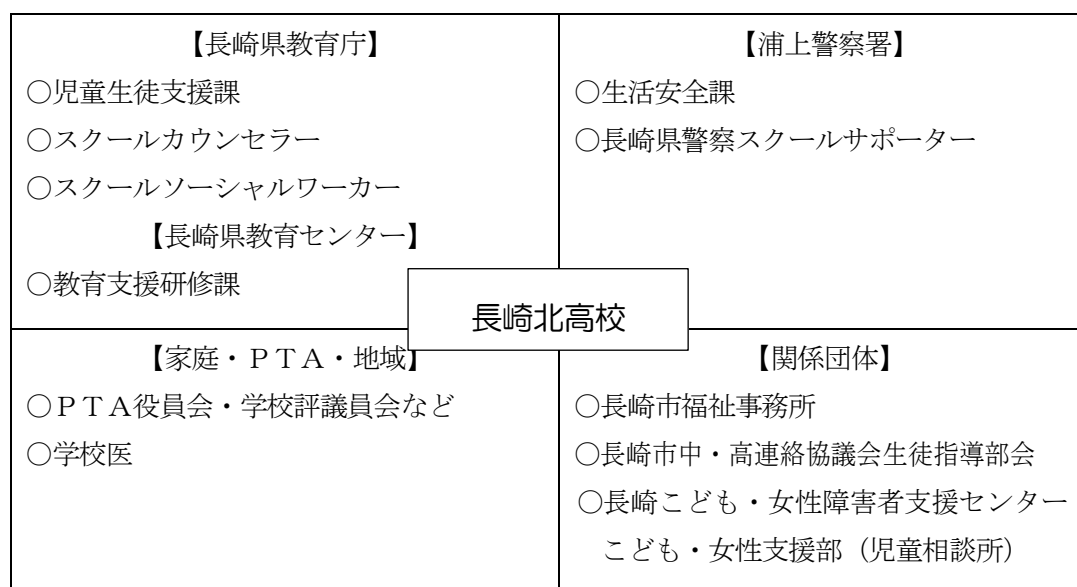 【長崎県教育庁】
○児童生徒支援課
○スクールカウンセラー
○スクールソーシャルワーカー
【長崎県教育センター】
○教育支援研修課
【浦上警察署】
○生活安全課
○長崎県警察スクールサポーター
長崎北高校
【家庭・ＰＴＡ・地域】
○ＰＴＡ役員会・学校評議員会など
○学校医
【関係団体】
○長崎市福祉事務所
○長崎市中・高連絡協議会生徒指導部会
○長崎こども・女性障害者支援センター
こども・女性支援部（児童相談所）